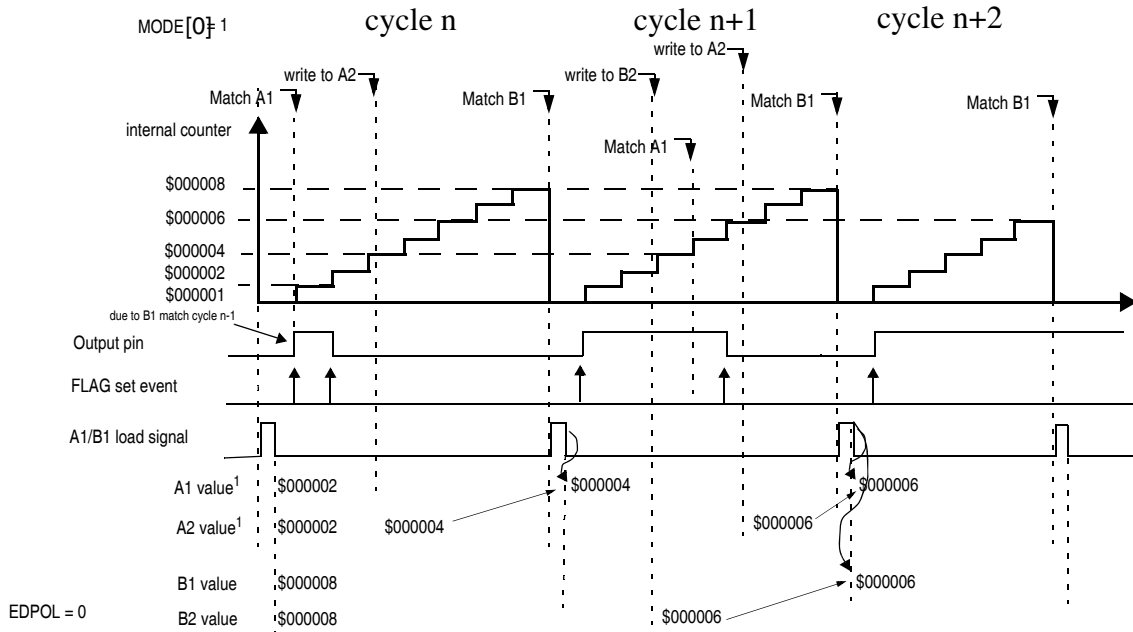 MODE[0]= 1
cycle n
cycle n+1
cycle n+2
write to A2
write to A2
write to B2
Match A1
Match B1
Match B1
Match B1
Match A1
internal counter
$000008
$000006
$000004
$000002
$000001
due to B1 match cycle n-1
Output pin
FLAG set event
A1/B1 load signal
A1 value1 $000002 $000004 $000006
A2 value1 $000002 $000004 $000006
B1 value $000008 $000006
EDPOL = 0
B2 value $000008 $000006